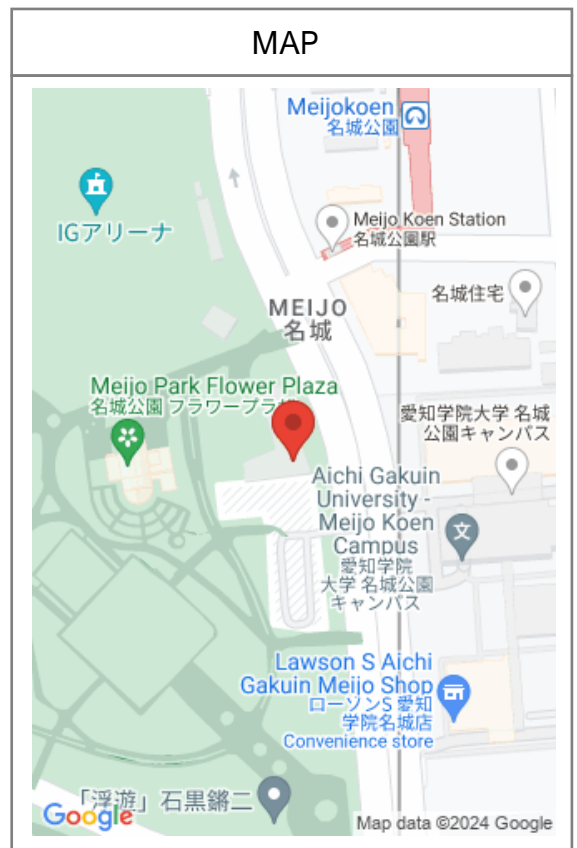 MAP
Meijokoen
名城公園
IGアリーナ
Meijo Koen Station
名城公園駅
名城住宅
MEIJO
名城
Meijo Park Flower Plaza
名城公園 フラワープラザ
愛知学院大学 名城
公園キャンパス
Aichi Gakuin
University -
Meijo Koen
Campus
愛知学院
大学 名城公園
キャンパス
文
Lawson S Aichi
Gakuin Meijo Shop
ローソンS 愛知
学院名城店
Convenience store
「浮遊」石黒鏘二
Google
Map data ©2024 Google